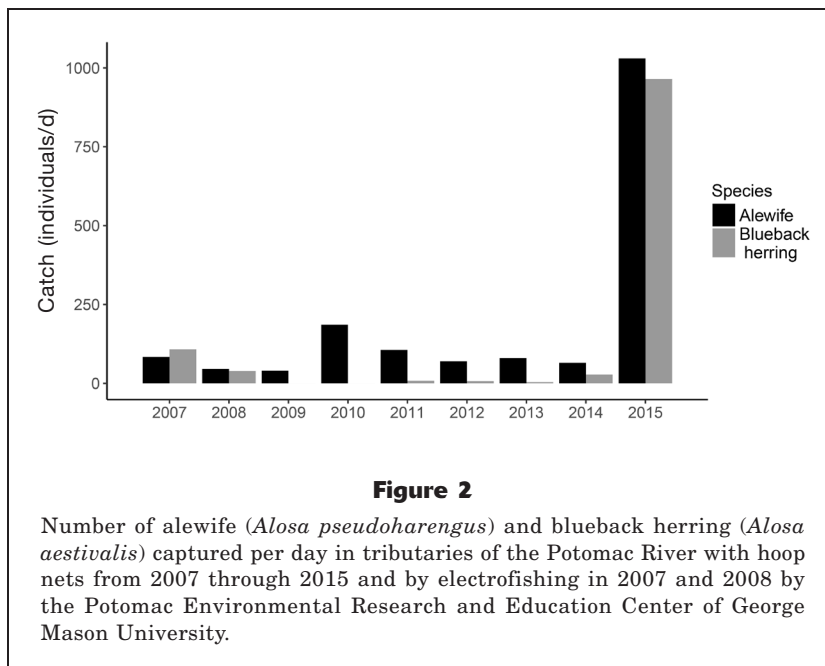 1000
750
500
250
0
Catch (individuals/d)
2007 2008 2009 2010 2011 2012 2013 2014 2015
Species
Alewife
Blueback
herring
Figure 2
Number of alewife (Alosa pseudoharengus) and blueback herring (Alosa
aestivalis) captured per day in tributaries of the Potomac River with hoop
nets from 2007 through 2015 and by electrofishing in 2007 and 2008 by
the Potomac Environmental Research and Education Center of George
Mason University.